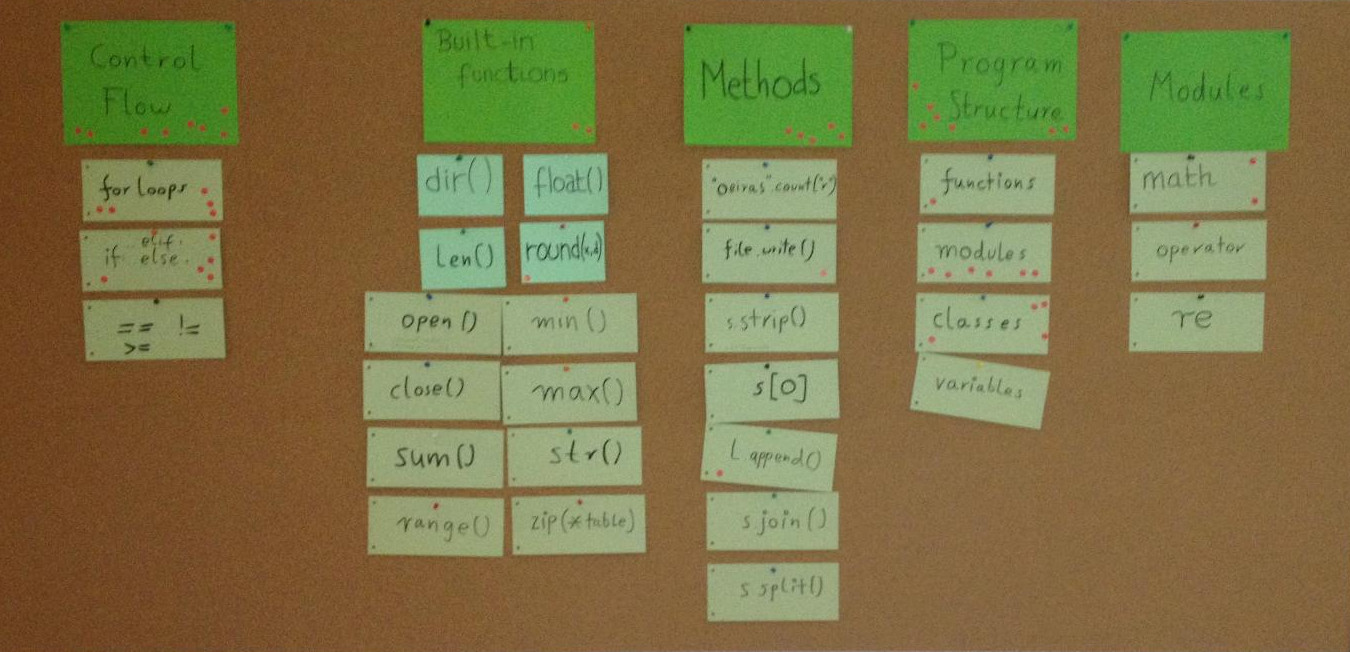 Control
Flow
for loops
elif.
if else.
== !=
>=
Built-in
functions
dir()
float()
len()
round(x,d)
open()
min()
close()
max()
sum()
str()
range()
zip(*table)
Methods
"oeiras".count("r")
file.write()
s.strip()
s[0]
L append()
s.join()
s split()
Program
Structure
functions
modules
classes
variables
Modules
math
operator
re